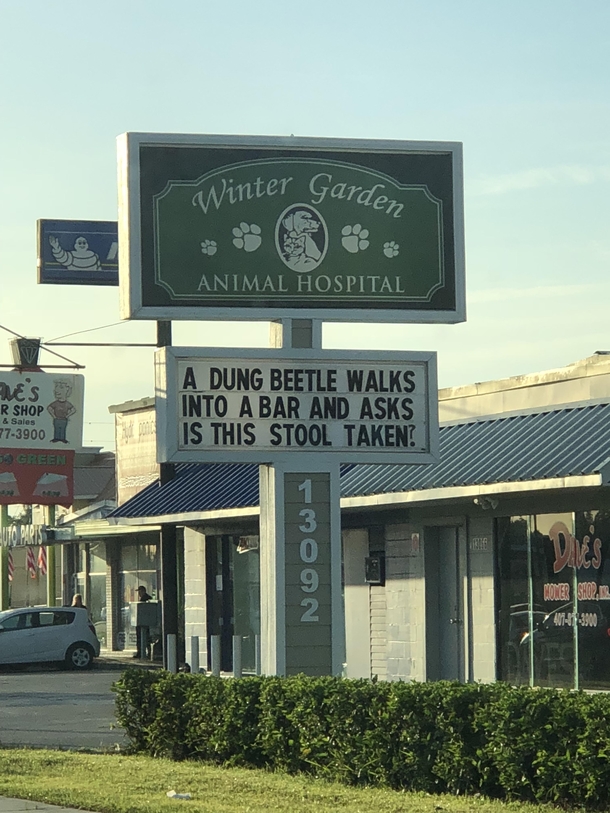 Winter Garden
ANIMAL HOSPITAL
A DUNG BEETLE WALKS
INTO A BAR AND ASKS
IS THIS STOOL TAKEN?
13092
R SHOP
& Sales
77-3900
GREEN
Dave's
MOWER SHOP, INC.